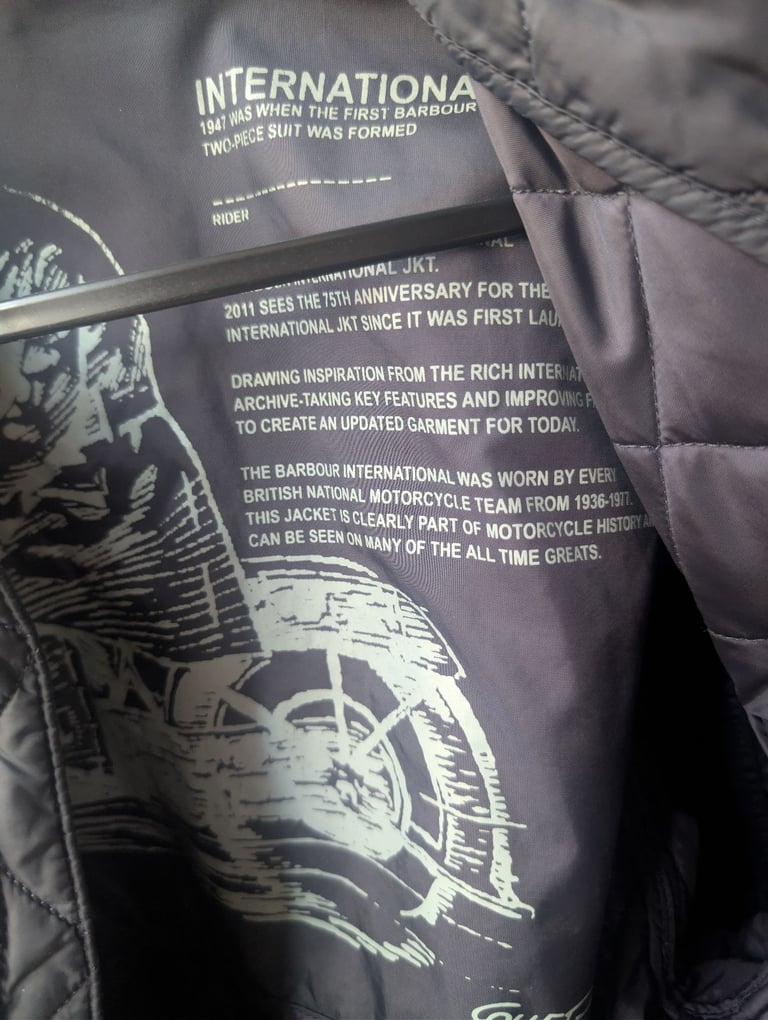 INTERNATIONA
1947 WAS WHEN THE FIRST BARBOUR
TWO-PIECE SUIT WAS FORMED
RIDER
INTERNATIONAL JKT.
2011 SEES THE 75TH ANNIVERSARY FOR THE
INTERNATIONAL JKT SINCE IT WAS FIRST LAU
DRAWING INSPIRATION FROM THE RICH INTERNAT
ARCHIVE-TAKING KEY FEATURES AND IMPROVING F
TO CREATE AN UPDATED GARMENT FOR TODAY.
THE BARBOUR INTERNATIONAL WAS WORN BY EVERY
BRITISH NATIONAL MOTORCYCLE TEAM FROM 1936-1977.
THIS JACKET IS CLEARLY PART OF MOTORCYCLE HISTORY A
CAN BE SEEN ON MANY OF THE ALL TIME GREATS.